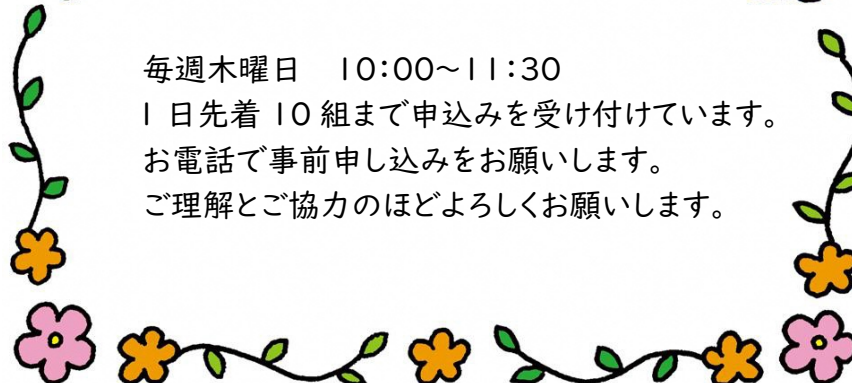 毎週木曜日　10：00～11：30
1日先着10組まで申込みを受け付けています。
お電話で事前申し込みをお願いします。
ご理解とご協力のほどよろしくお願いします。